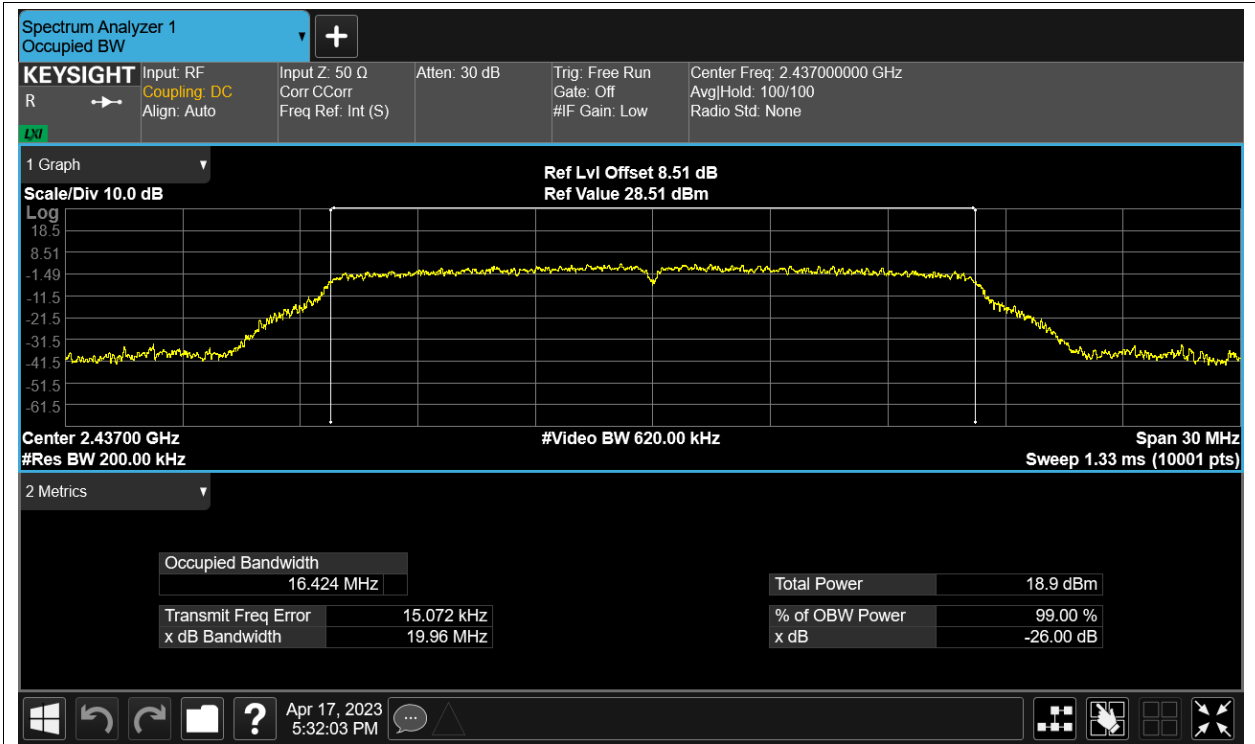 Spectrum Analyzer 1
Occupied BW
KEYSIGHT
R
LXI
Input: RF
Coupling: DC
Align: Auto
Input Z: 50 Ω
Corr CCorr
Freq Ref: Int (S)
Atten: 30 dB
Trig: Free Run
Gate: Off
#IF Gain: Low
Center Freq: 2.437000000 GHz
Avg|Hold: 100/100
Radio Std: None
1 Graph
Ref Lvl Offset 8.51 dB
Scale/Div 10.0 dB
Ref Value 28.51 dBm
Log
18.5
8.51
-1.49
-11.5
-21.5
-31.5
-41.5
-51.5
-61.5
Center 2.43700 GHz
#Video BW 620.00 kHz
Span 30 MHz
#Res BW 200.00 kHz
Sweep 1.33 ms (10001 pts)
2 Metrics
Occupied Bandwidth
16.424 MHz
Total Power 18.9 dBm
Transmit Freq Error 15.072 kHz
% of OBW Power 99.00 %
x dB Bandwidth 19.96 MHz
x dB -26.00 dB
?
Apr 17, 2023
5:32:03 PM